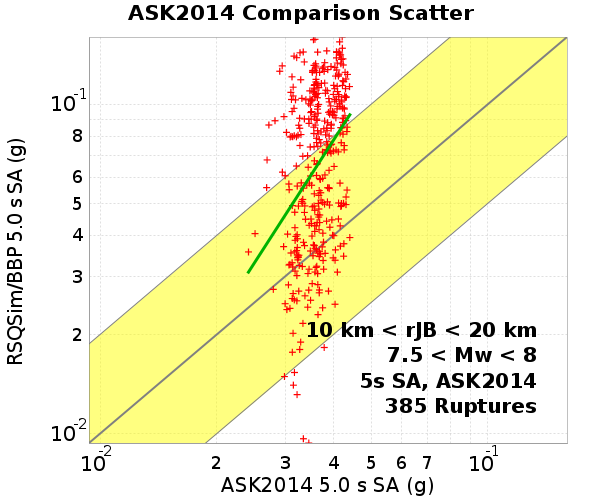 ASK2014 Comparison Scatter
RSQSim/BBP 5.0 s SA (g)
10-1
8
6
5
4
3
2
10-2
10 km < rJB < 20 km
7.5 < Mw < 8
5s SA, ASK2014
385 Ruptures
10-2 2 3 4 5 6 7 10-1
ASK2014 5.0 s SA (g)